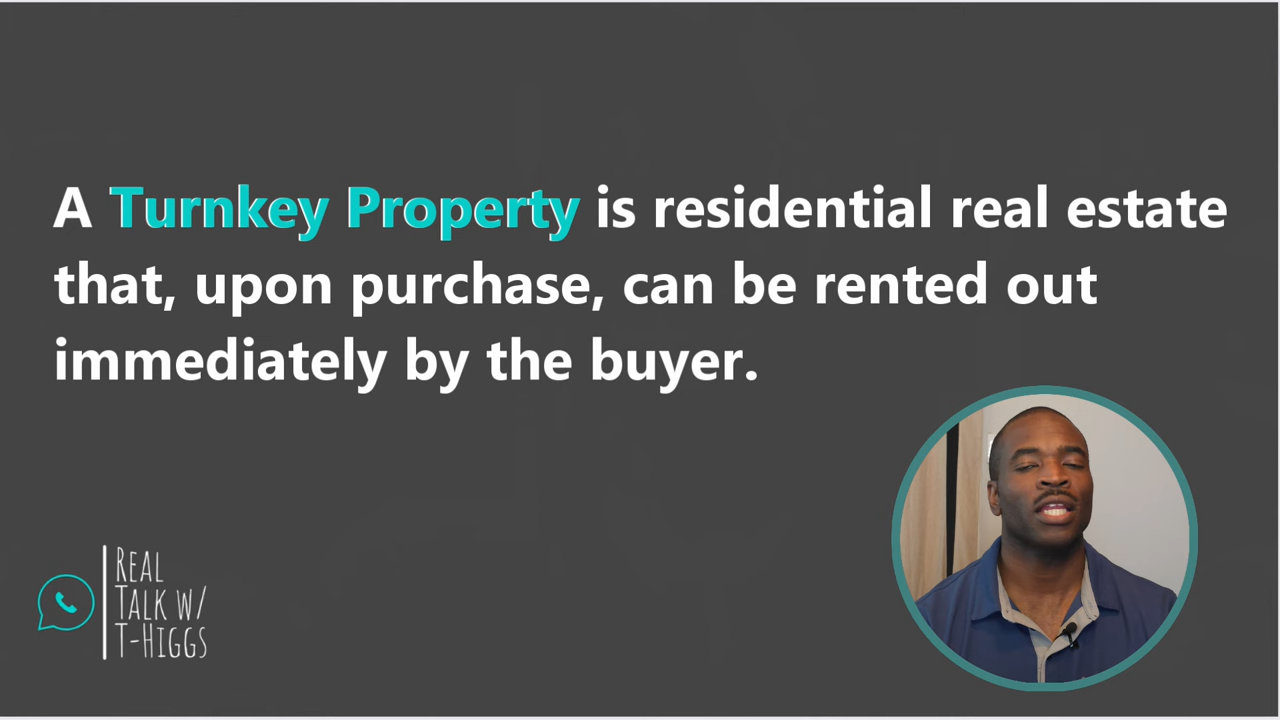 A Turnkey Property is residential real estate
that, upon purchase, can be rented out
immediately by the buyer.
REAL
TALK W/
T-HIGGS